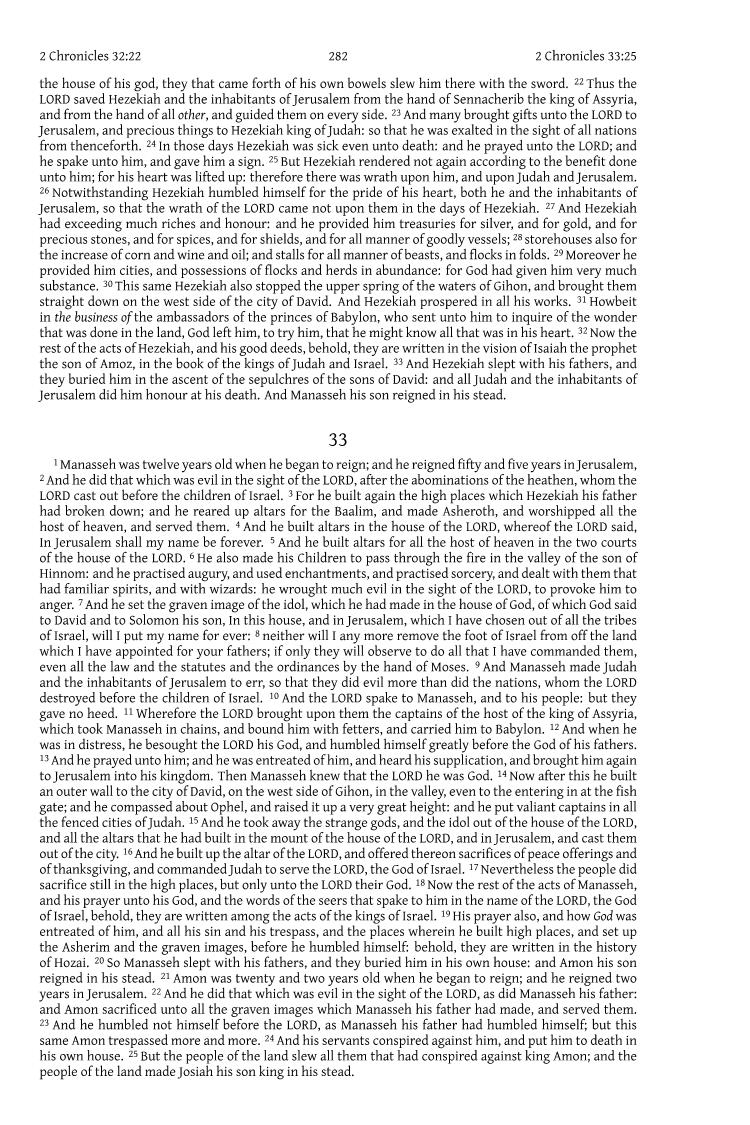 2 Chronicles 32:22 282 2 Chronicles 33:25
the house of his god, they that came forth of his own bowels slew him there with the sword. 22 Thus the
LORD saved Hezekiah and the inhabitants of Jerusalem from the hand of Sennacherib the king of Assyria,
and from the hand of all other, and guided them on every side. 23 And many brought gifts unto the LORD to
Jerusalem, and precious things to Hezekiah king of Judah: so that he was exalted in the sight of all nations
from thenceforth. 24 In those days Hezekiah was sick even unto death: and he prayed unto the LORD; and
he spake unto him, and gave him a sign. 25 But Hezekiah rendered not again according to the benefit done
unto him; for his heart was lifted up: therefore there was wrath upon him, and upon Judah and Jerusalem.
26 Notwithstanding Hezekiah humbled himself for the pride of his heart, both he and the inhabitants of
Jerusalem, so that the wrath of the LORD came not upon them in the days of Hezekiah. 27 And Hezekiah
had exceeding much riches and honour: and he provided him treasuries for silver, and for gold, and for
precious stones, and for spices, and for shields, and for all manner of goodly vessels; 28 storehouses also for
the increase of corn and wine and oil; and stalls for all manner of beasts, and flocks in folds. 29 Moreover he
provided him cities, and possessions of flocks and herds in abundance: for God had given him very much
substance. 30 This same Hezekiah also stopped the upper spring of the waters of Gihon, and brought them
straight down on the west side of the city of David. And Hezekiah prospered in all his works. 31 Howbeit
in the business of the ambassadors of the princes of Babylon, who sent unto him to inquire of the wonder
that was done in the land, God left him, to try him, that he might know all that was in his heart. 32 Now the
rest of the acts of Hezekiah, and his good deeds, behold, they are written in the vision of Isaiah the prophet
the son of Amoz, in the book of the kings of Judah and Israel. 33 And Hezekiah slept with his fathers, and
they buried him in the ascent of the sepulchres of the sons of David: and all Judah and the inhabitants of
Jerusalem did him honour at his death. And Manasseh his son reigned in his stead.
33
1 Manasseh was twelve years old when he began to reign; and he reigned fifty and five years in Jerusalem,
2 And he did that which was evil in the sight of the LORD, after the abominations of the heathen, whom the
LORD cast out before the children of Israel. 3 For he built again the high places which Hezekiah his father
had broken down; and he reared up altars for the Baalim, and made Asheroth, and worshipped all the
host of heaven, and served them. 4 And he built altars in the house of the LORD, whereof the LORD said,
In Jerusalem shall my name be forever. 5 And he built altars for all the host of heaven in the two courts
of the house of the LORD. 6 He also made his Children to pass through the fire in the valley of the son of
Hinnom: and he practised augury, and used enchantments, and practised sorcery, and dealt with them that
had familiar spirits, and with wizards: he wrought much evil in the sight of the LORD, to provoke him to
anger. 7 And he set the graven image of the idol, which he had made in the house of God, of which God said
to David and to Solomon his son, In this house, and in Jerusalem, which I have chosen out of all the tribes
of Israel, will I put my name for ever: 8 neither will I any more remove the foot of Israel from off the land
which I have appointed for your fathers; if only they will observe to do all that I have commanded them,
even all the law and the statutes and the ordinances by the hand of Moses. 9 And Manasseh made Judah
and the inhabitants of Jerusalem to err, so that they did evil more than did the nations, whom the LORD
destroyed before the children of Israel. 10 And the LORD spake to Manasseh, and to his people: but they
gave no heed. 11 Wherefore the LORD brought upon them the captains of the host of the king of Assyria,
which took Manasseh in chains, and bound him with fetters, and carried him to Babylon. 12 And when he
was in distress, he besought the LORD his God, and humbled himself greatly before the God of his fathers.
13 And he prayed unto him; and he was entreated of him, and heard his supplication, and brought him again
to Jerusalem into his kingdom. Then Manasseh knew that the LORD he was God. 14 Now after this he built
an outer wall to the city of David, on the west side of Gihon, in the valley, even to the entering in at the fish
gate; and he compassed about Ophel, and raised it up a very great height: and he put valiant captains in all
the fenced cities of Judah. 15 And he took away the strange gods, and the idol out of the house of the LORD,
and all the altars that he had built in the mount of the house of the LORD, and in Jerusalem, and cast them
out of the city. 16 And he built up the altar of the LORD, and offered thereon sacrifices of peace offerings and
of thanksgiving, and commanded Judah to serve the LORD, the God of Israel. 17 Nevertheless the people did
sacrifice still in the high places, but only unto the LORD their God. 18 Now the rest of the acts of Manasseh,
and his prayer unto his God, and the words of the seers that spake to him in the name of the LORD, the God
of Israel, behold, they are written among the acts of the kings of Israel. 19 His prayer also, and how God was
entreated of him, and all his sin and his trespass, and the places wherein he built high places, and set up
the Asherim and the graven images, before he humbled himself: behold, they are written in the history
of Hozai. 20 So Manasseh slept with his fathers, and they buried him in his own house: and Amon his son
reigned in his stead. 21 Amon was twenty and two years old when he began to reign; and he reigned two
years in Jerusalem. 22 And he did that which was evil in the sight of the LORD, as did Manasseh his father:
and Amon sacrificed unto all the graven images which Manasseh his father had made, and served them.
23 And he humbled not himself before the LORD, as Manasseh his father had humbled himself; but this
same Amon trespassed more and more. 24 And his servants conspired against him, and put him to death in
his own house. 25 But the people of the land slew all them that had conspired against king Amon; and the
people of the land made Josiah his son king in his stead.